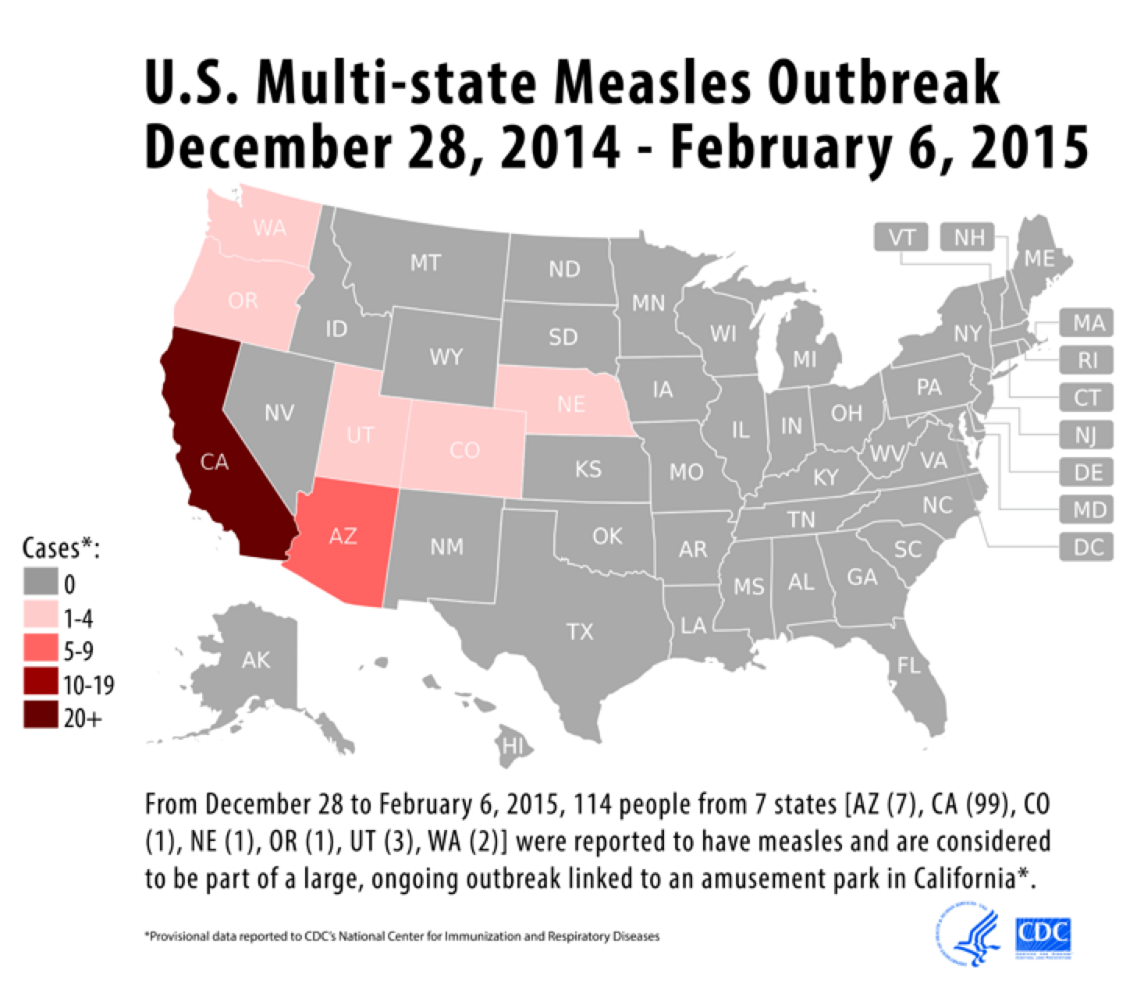 U.S. Multi-state Measles Outbreak
December 28, 2014 - February 6, 2015
WA
OR
CA
NV
ID
MT
WY
UT
CO
AZ
NM
ND
SD
NE
KS
OK
TX
MN
IA
MO
AR
LA
WI
IL
MI
IN
OH
KY
TN
MS
AL
GA
FL
SC
NC
VA
WV
PA
NY
ME
VT
NH
MA
RI
CT
NJ
DE
MD
DC
AK
HI
Cases*:
0
1-4
5-9
10-19
20+
From December 28 to February 6, 2015, 114 people from 7 states [AZ (7), CA (99), CO
(1), NE (1), OR (1), UT (3), WA (2)] were reported to have measles and are considered
to be part of a large, ongoing outbreak linked to an amusement park in California*.
*Provisional data reported to CDC's National Center for Immunization and Respiratory Diseases
CDC